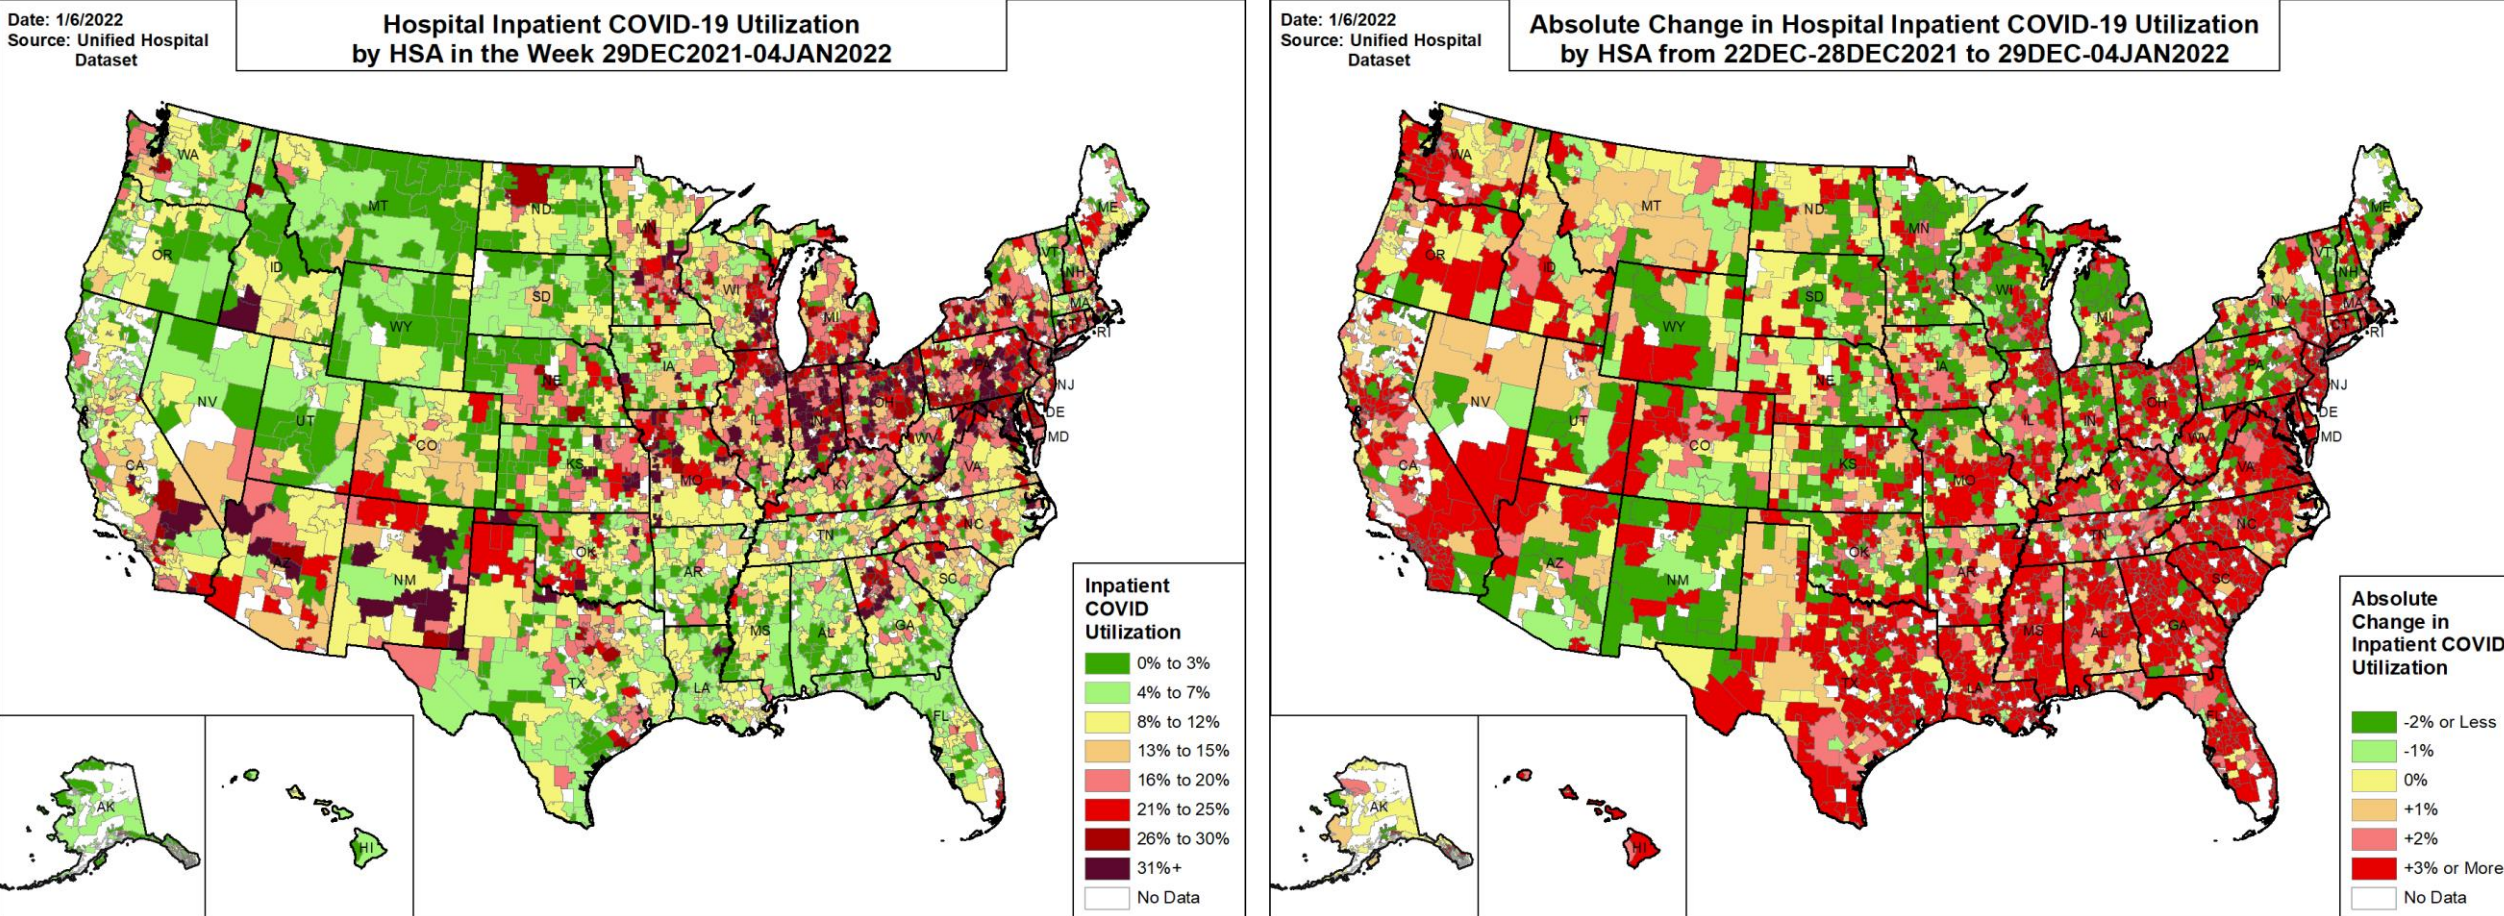 Date: 1/6/2022
Source: Unified Hospital
Dataset
Hospital Inpatient COVID-19 Utilization
by HSA in the Week 29DEC2021-04JAN2022
WA
MT
ND
MN
OR
ID
SD
WI
MI
ME
VT
NH
NY
MA
CT
RI
WY
NE
IA
NV
UT
CO
IL
IN
OH
PA
NJ
DE
MD
CA
KS
MO
KY
WV
VA
NM
OK
AR
TN
NC
SC
TX
LA
MS
AL
GA
FL
AK
HI
Inpatient
COVID
Utilization
0% to 3%
4% to 7%
8% to 12%
13% to 15%
16% to 20%
21% to 25%
26% to 30%
31%+
No Data
Date: 1/6/2022
Source: Unified Hospital
Dataset
Absolute Change in Hospital Inpatient COVID-19 Utilization
by HSA from 22DEC-28DEC2021 to 29DEC-04JAN2022
WA
MT
ND
MN
OR
ID
SD
WI
MI
ME
VT
NH
NY
MA
CT
RI
WY
NE
IA
NV
UT
CO
IL
IN
OH
PA
NJ
DE
MD
CA
KS
MO
KY
WV
VA
AZ
NM
OK
AR
TN
NC
SC
TX
LA
MS
AL
GA
AK
HI
Absolute
Change in
Inpatient COVID
Utilization
-2% or Less
-1%
0%
+1%
+2%
+3% or More
No Data